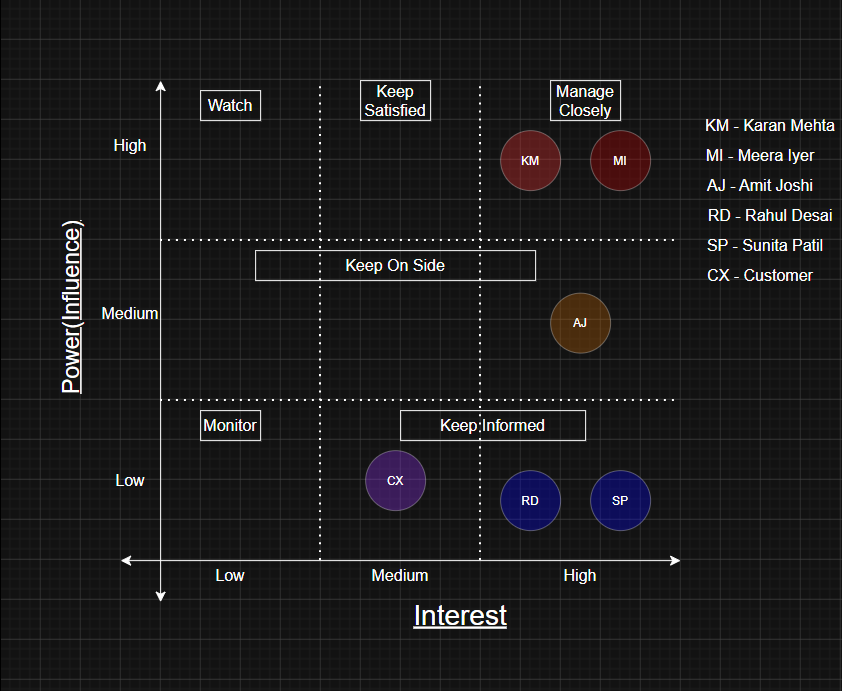 Watch
Keep
Satisfied
Manage
Closely
High
KM
MI
KM - Karan Mehta
MI - Meera Iyer
AJ - Amit Joshi
RD - Rahul Desai
SP - Sunita Patil
CX - Customer
Power(Influence)
Keep On Side
Medium
AJ
Monitor
Keep Informed
Low
CX
RD
SP
Low
Medium
High
Interest